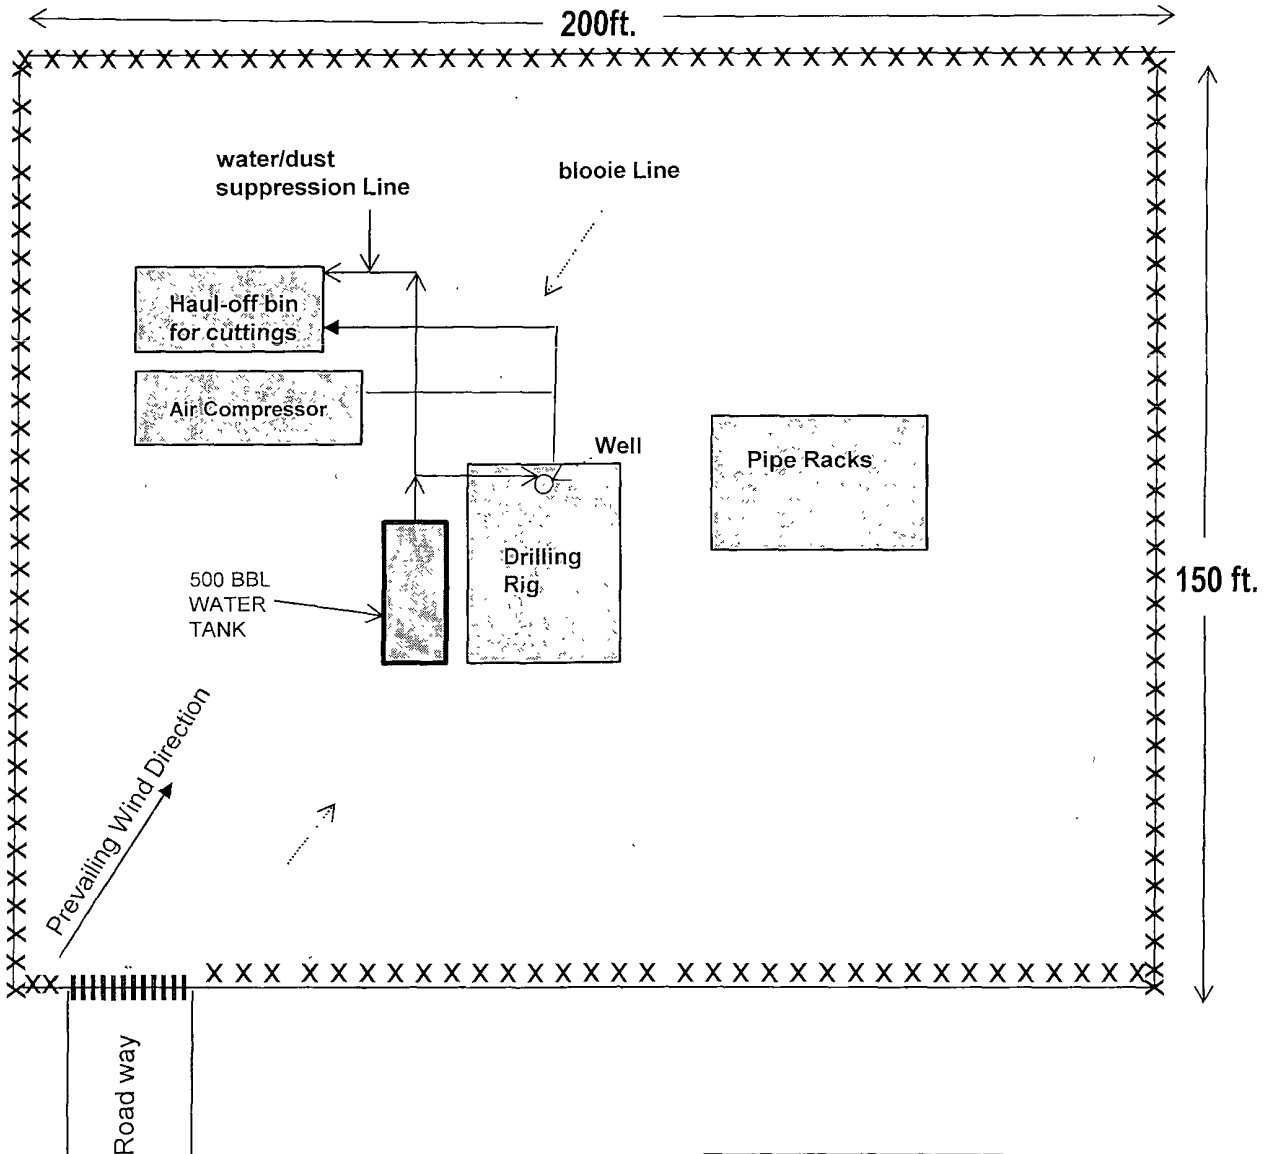 200ft.
water/dust
suppression Line
blooie Line
Haul-off bin
for cuttings
Air Compressor
Well
Pipe Racks
Drilling
Rig
500 BBL
WATER
TANK
150 ft.
Prevailing Wind Direction
Road way